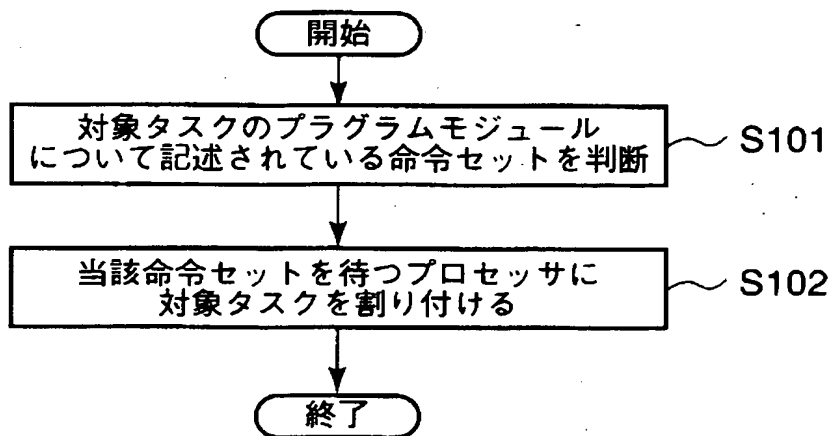 開始
対象タスクのプラグラムモジュール
について記述されている命令セットを判断
S101
当該命令セットを待つプロセッサに
対象タスクを割り付ける
S102
終了